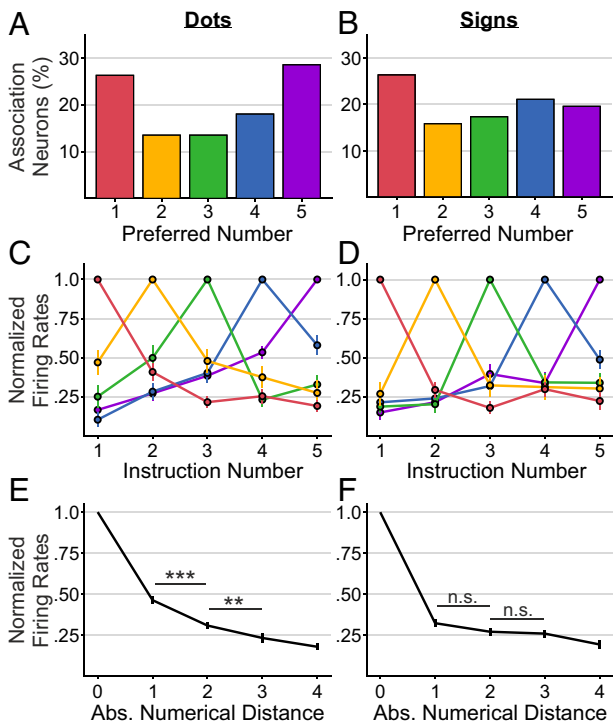 A Dots
Association
Neurons (%)
30
20
10
1 2 3 4 5
Preferred Number
B Signs
30
20
10
1 2 3 4 5
Preferred Number
C
Normalized
Firing Rates
1.0
.75
.50
.25
1 2 3 4 5
Instruction Number
D
1.0
.75
.50
.25
1 2 3 4 5
Instruction Number
E
Normalized
Firing Rates
1.0
.75
.50
.25
***
**
0 1 2 3 4
Abs. Numerical Distance
F
1.0
.75
.50
.25
n.s.
n.s.
0 1 2 3 4
Abs. Numerical Distance